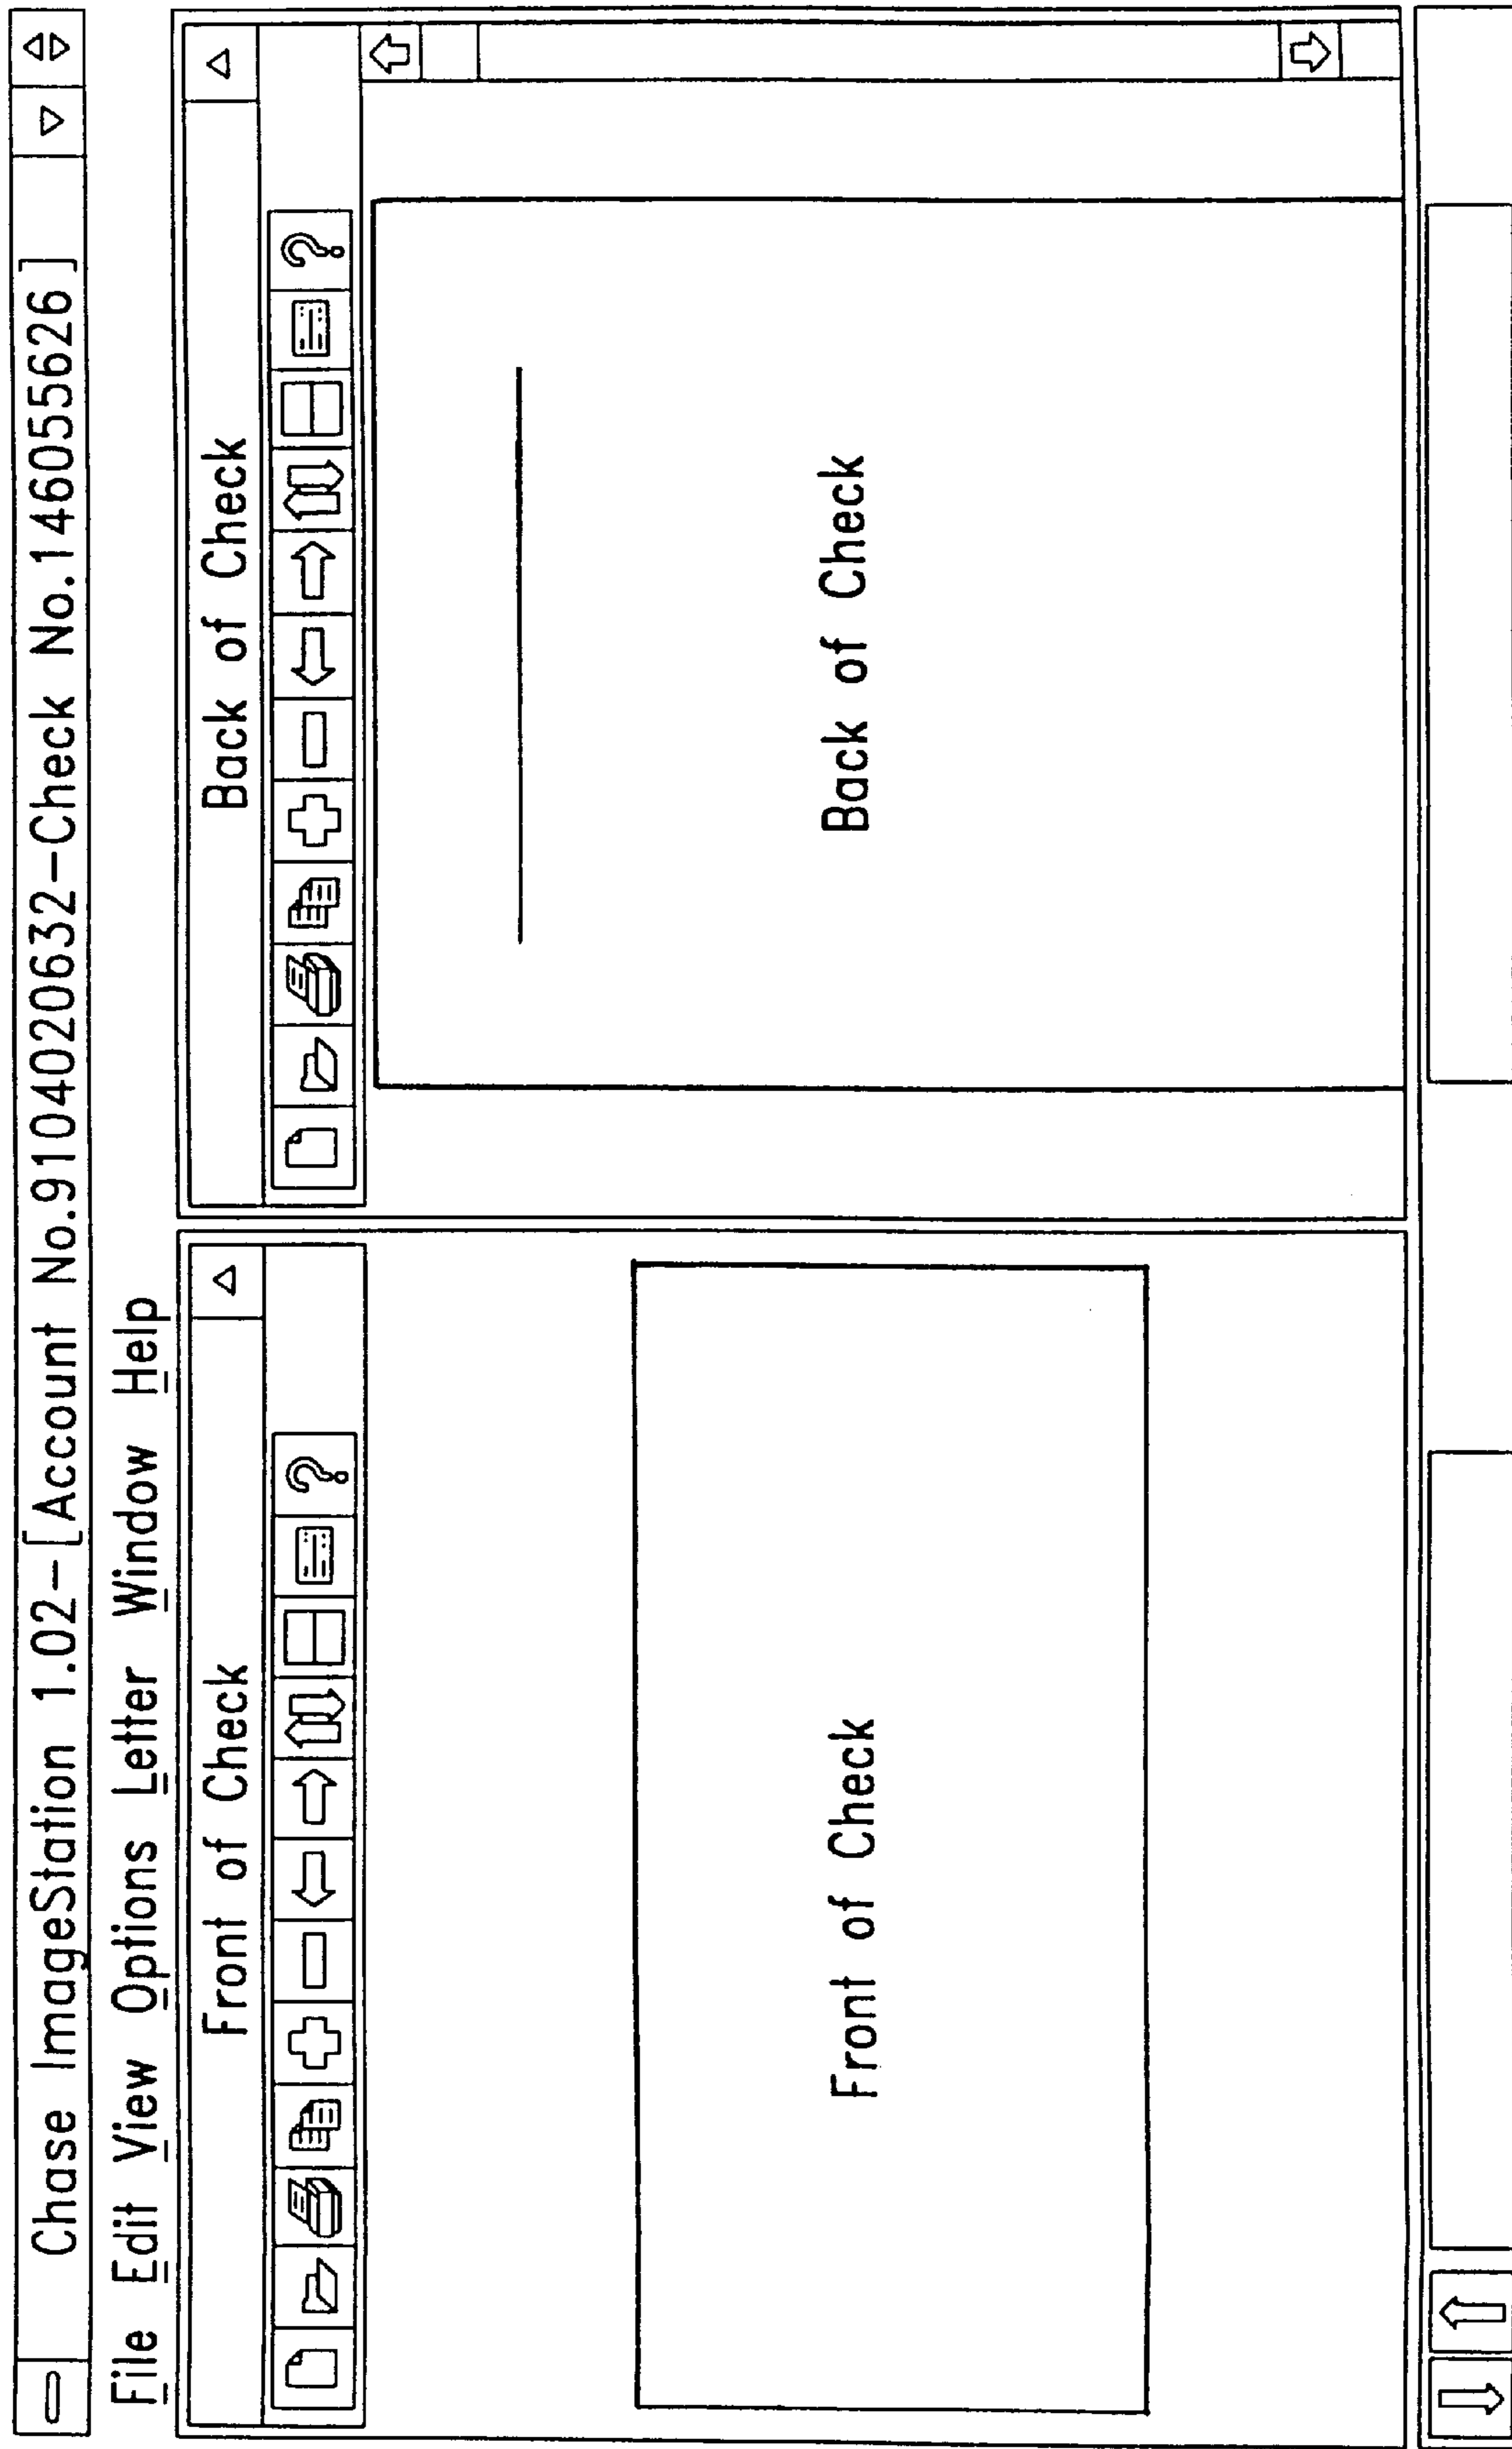 Chase ImageStation 1.02-[Account No.9104020632-Check No.146055626]
File Edit View Options Letter Window Help
Front of Check
Back of Check
?
?
Front of Check
Back of Check